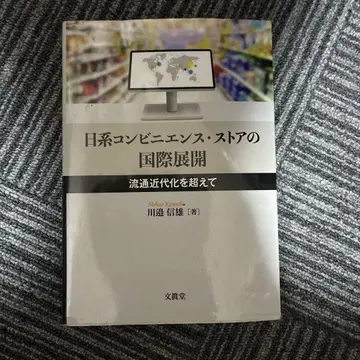 日系コンビニエンス・ストアの
国際展開
流通近代化を超えて
川邉 信雄［著］
文眞堂